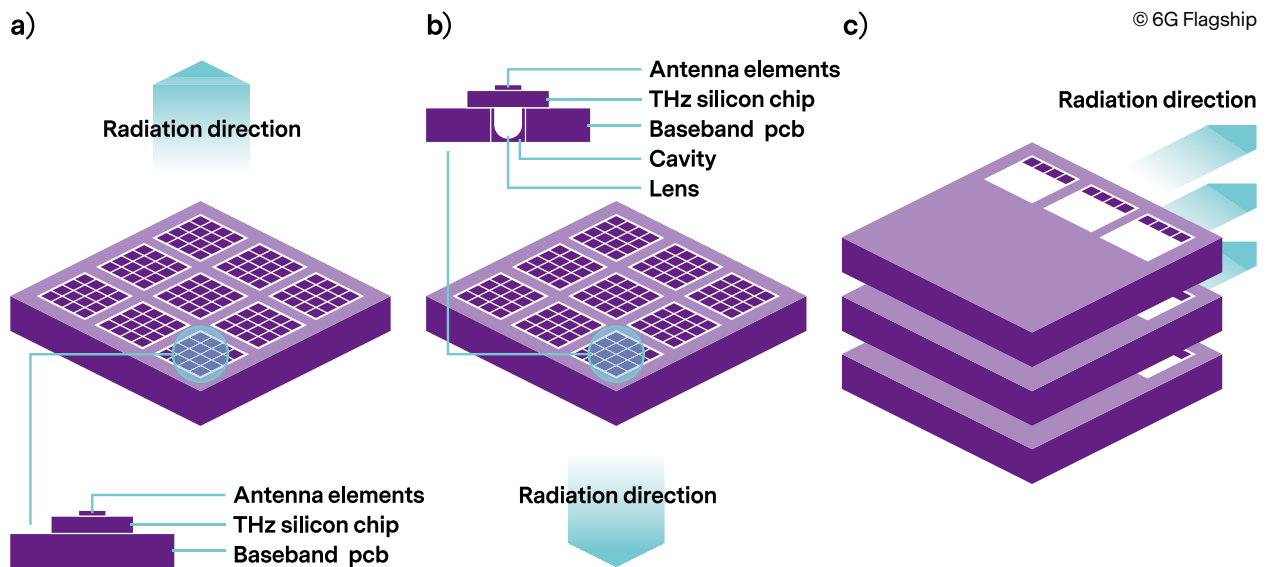 a)
b)
c)
© 6G Flagship
Radiation direction
Antenna elements
THz silicon chip
Baseband pcb
Cavity
Lens
Radiation direction
Antenna elements
THz silicon chip
Baseband pcb
Radiation direction